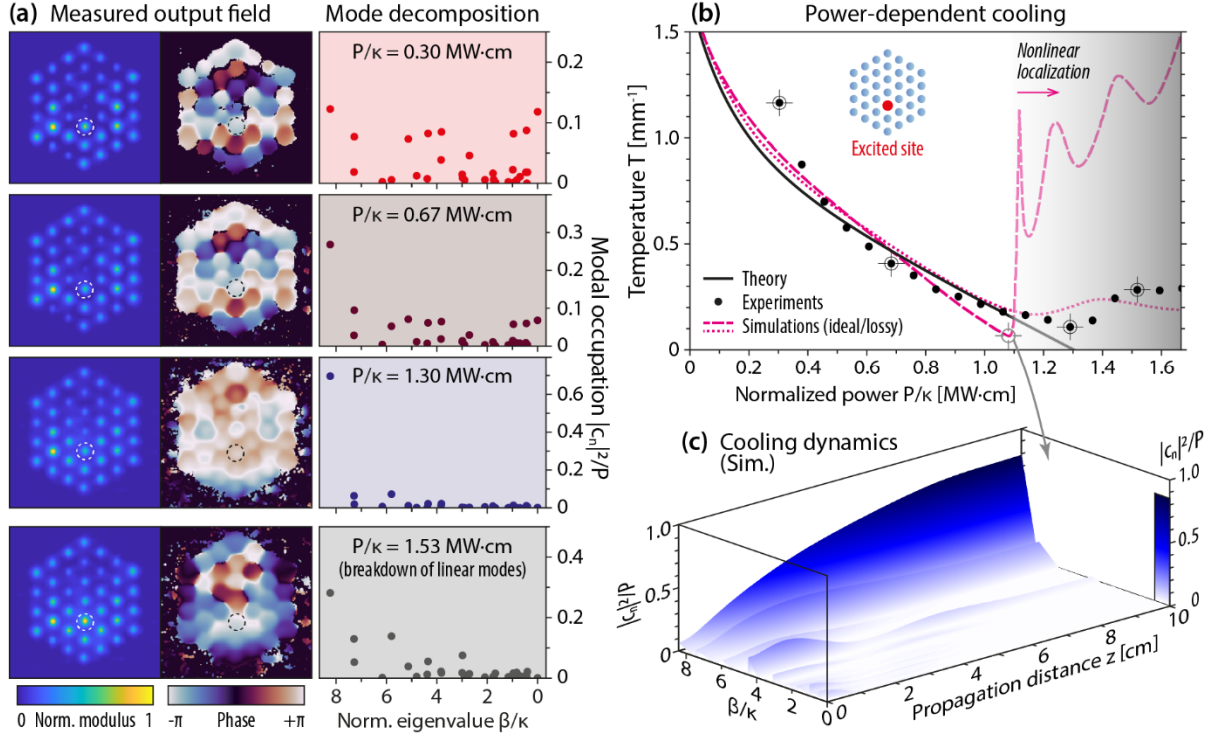 (a) Measured output field
Mode decomposition
P/κ = 0.30 MW·cm
0.2
0.1
0
P/κ = 0.67 MW·cm
0.3
0.2
0.1
0
P/κ = 1.30 MW·cm
0.6
0.4
0.2
0
P/κ = 1.53 MW·cm
(breakdown of linear modes)
0.4
0.2
0
Modal occupation |cₙ|²/P
8 6 4 2 0
Norm. eigenvalue β/κ
0 Norm. modulus 1
-π Phase +π
(b) Power-dependent cooling
1.5
1.0
0.5
0
Temperature T [mm⁻¹]
Nonlinear
localization
Excited site
Theory
Experiments
Simulations (ideal/lossy)
0 0.2 0.4 0.6 0.8 1.0 1.2 1.4 1.6
Normalized power P/κ [MW·cm]
(c) Cooling dynamics
(Sim.)
|cₙ|²/P
1.0
0.5
0
1.0
0.5
0
|cₙ|²/P
8 6 4 2 0
β/κ
0 2 4 6 8 10
Propagation distance z [cm]